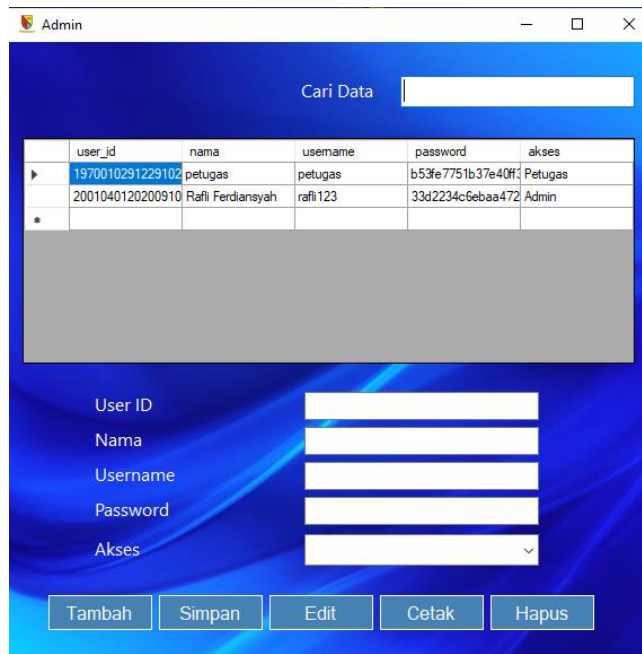 Admin
Cari Data
user_id nama username password akses
1970010291229102 petugas petugas b53fe7751b37e40ff3 Petugas
2001040120200910 Rafli Ferdiansyah rafli123 33d2234c6ebaa472 Admin
User ID
Nama
Username
Password
Akses
Tambah Simpan Edit Cetak Hapus